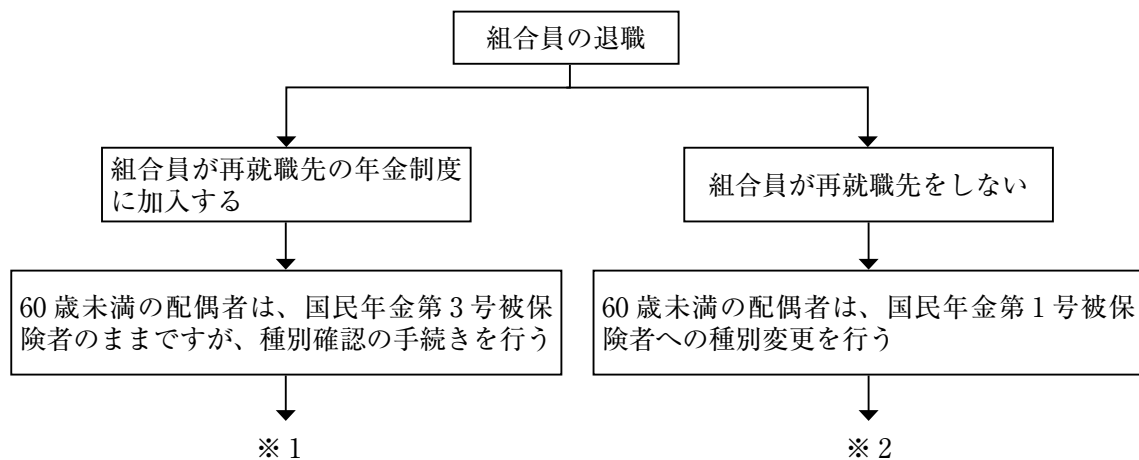 組合員の退職
組合員が再就職先の年金制度
に加入する
組合員が再就職先をしない
60歳未満の配偶者は、国民年金第3号被保
険者のままですが、種別確認の手続きを行う
60歳未満の配偶者は、国民年金第1号被保
険者への種別変更を行う
※1
※2